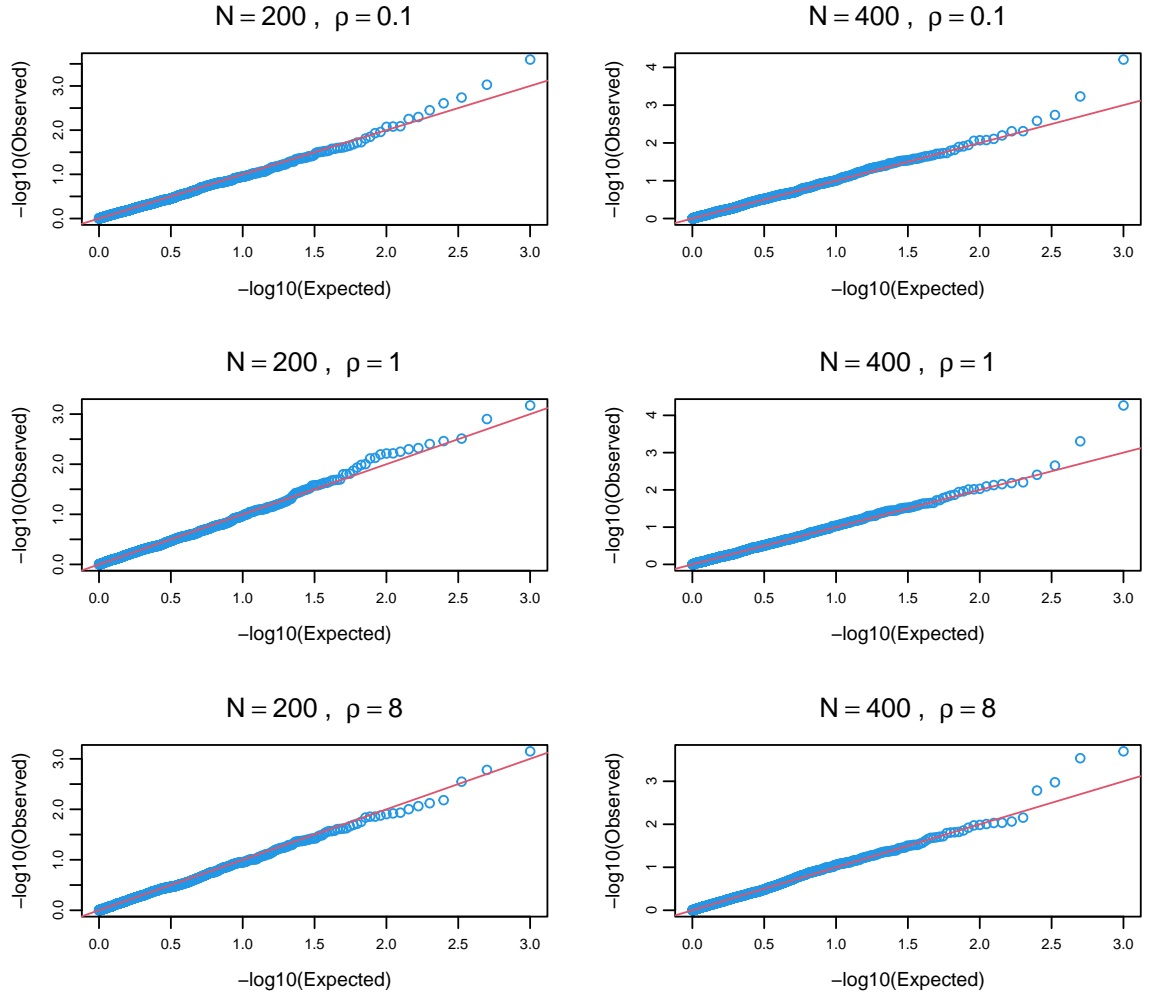 N = 200 , ρ = 0.1
−log10(Observed)
0.0 1.0 2.0 3.0
0.0 0.5 1.0 1.5 2.0 2.5 3.0
−log10(Expected)
N = 400 , ρ = 0.1
−log10(Observed)
0 1 2 3 4
0.0 0.5 1.0 1.5 2.0 2.5 3.0
−log10(Expected)
N = 200 , ρ = 1
−log10(Observed)
0.0 1.0 2.0 3.0
0.0 0.5 1.0 1.5 2.0 2.5 3.0
−log10(Expected)
N = 400 , ρ = 1
−log10(Observed)
0 1 2 3 4
0.0 0.5 1.0 1.5 2.0 2.5 3.0
−log10(Expected)
N = 200 , ρ = 8
−log10(Observed)
0.0 1.0 2.0 3.0
0.0 0.5 1.0 1.5 2.0 2.5 3.0
−log10(Expected)
N = 400 , ρ = 8
−log10(Observed)
0 1 2 3
0.0 0.5 1.0 1.5 2.0 2.5 3.0
−log10(Expected)